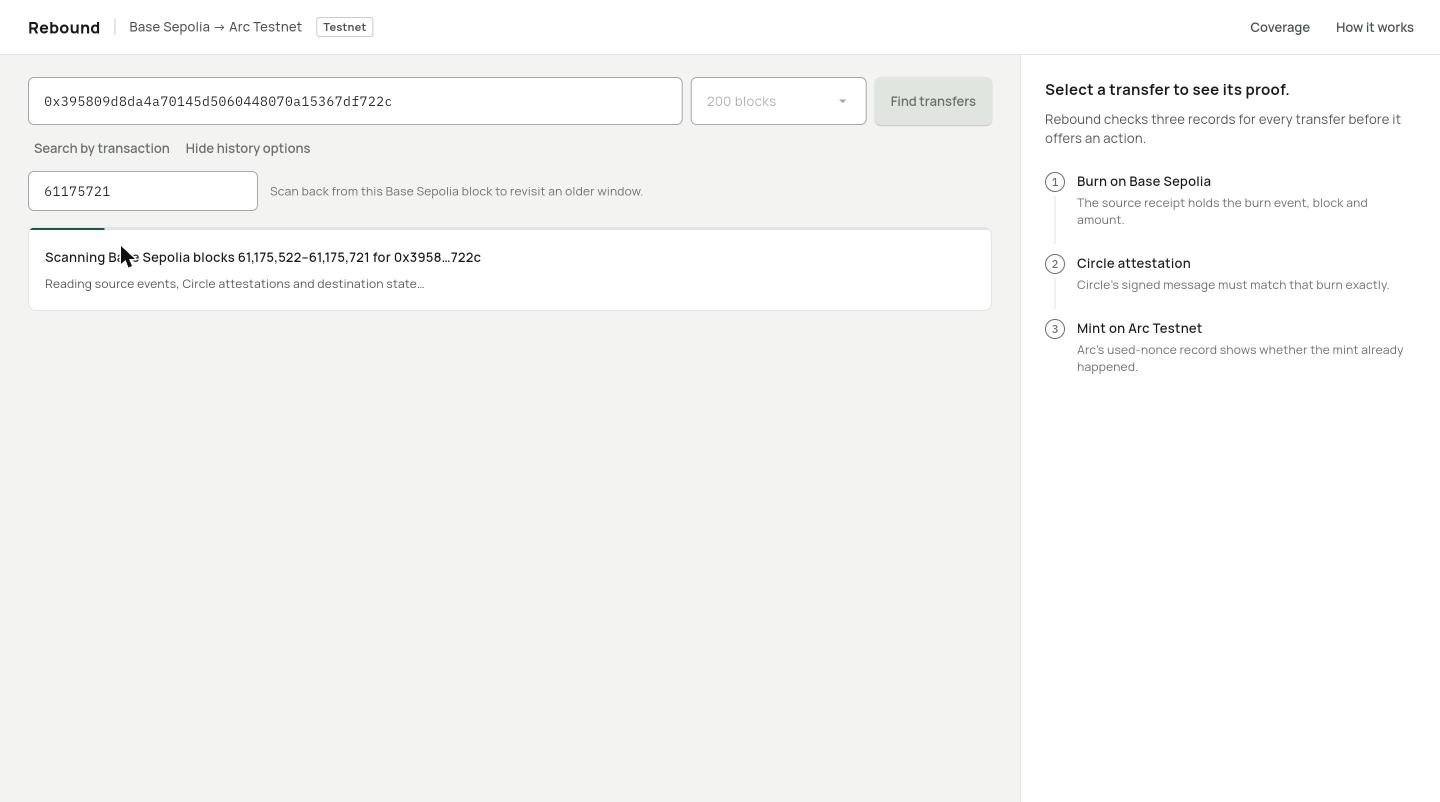 Rebound
Base Sepolia → Arc Testnet
Testnet
Coverage
How it works
0x395809d8da4a70145d5060448070a15367df722c
200 blocks
Find transfers
Search by transaction
Hide history options
61175721
Scan back from this Base Sepolia block to revisit an older window.
Scanning Base Sepolia blocks 61,175,522–61,175,721 for 0x3958…722c
Reading source events, Circle attestations and destination state…
Select a transfer to see its proof.
Rebound checks three records for every transfer before it
offers an action.
1
Burn on Base Sepolia
The source receipt holds the burn event, block and
amount.
2
Circle attestation
Circle's signed message must match that burn exactly.
3
Mint on Arc Testnet
Arc's used-nonce record shows whether the mint already
happened.